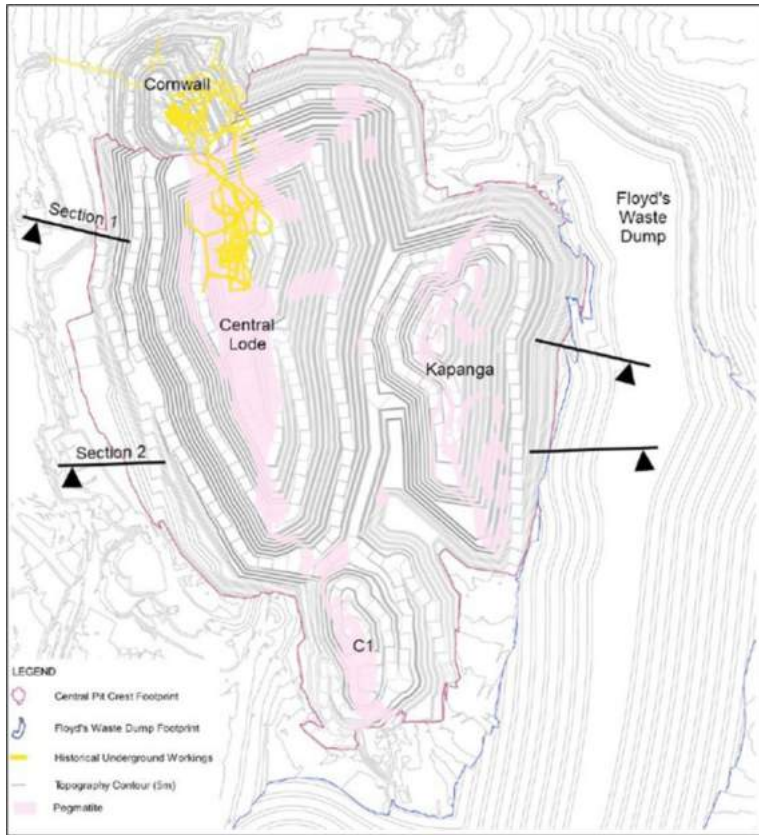 Cornwall
Section 1
Floyd's
Waste
Dump
Central
Lode
Kapanga
Section 2
C1
LEGEND
Central Pit Crest Footprint
Floyd's Waste Dump Footprint
Historical Underground Workings
Topography Contour (5m)
Pegmatite